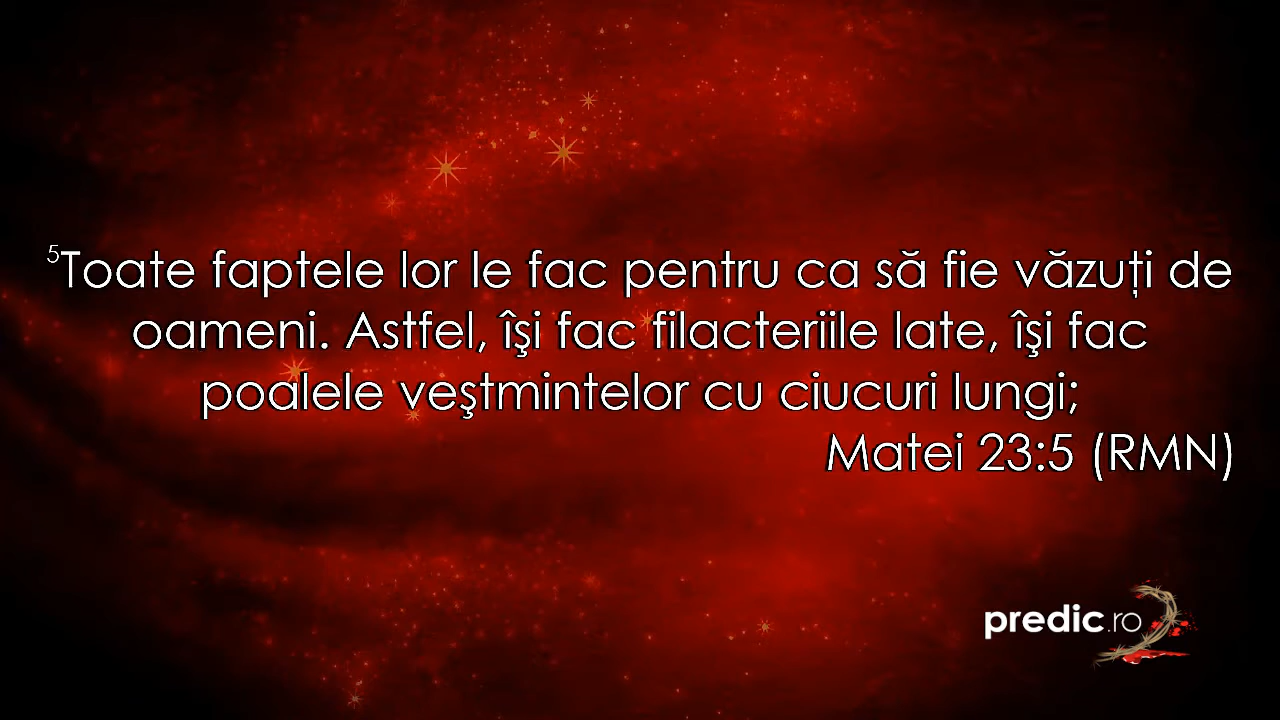 ⁵Toate faptele lor le fac pentru ca să fie văzuți de
oameni. Astfel, îşi fac filacteriile late, îşi fac
poalele veştmintelor cu ciucuri lungi;
Matei 23:5 (RMN)
predic.ro